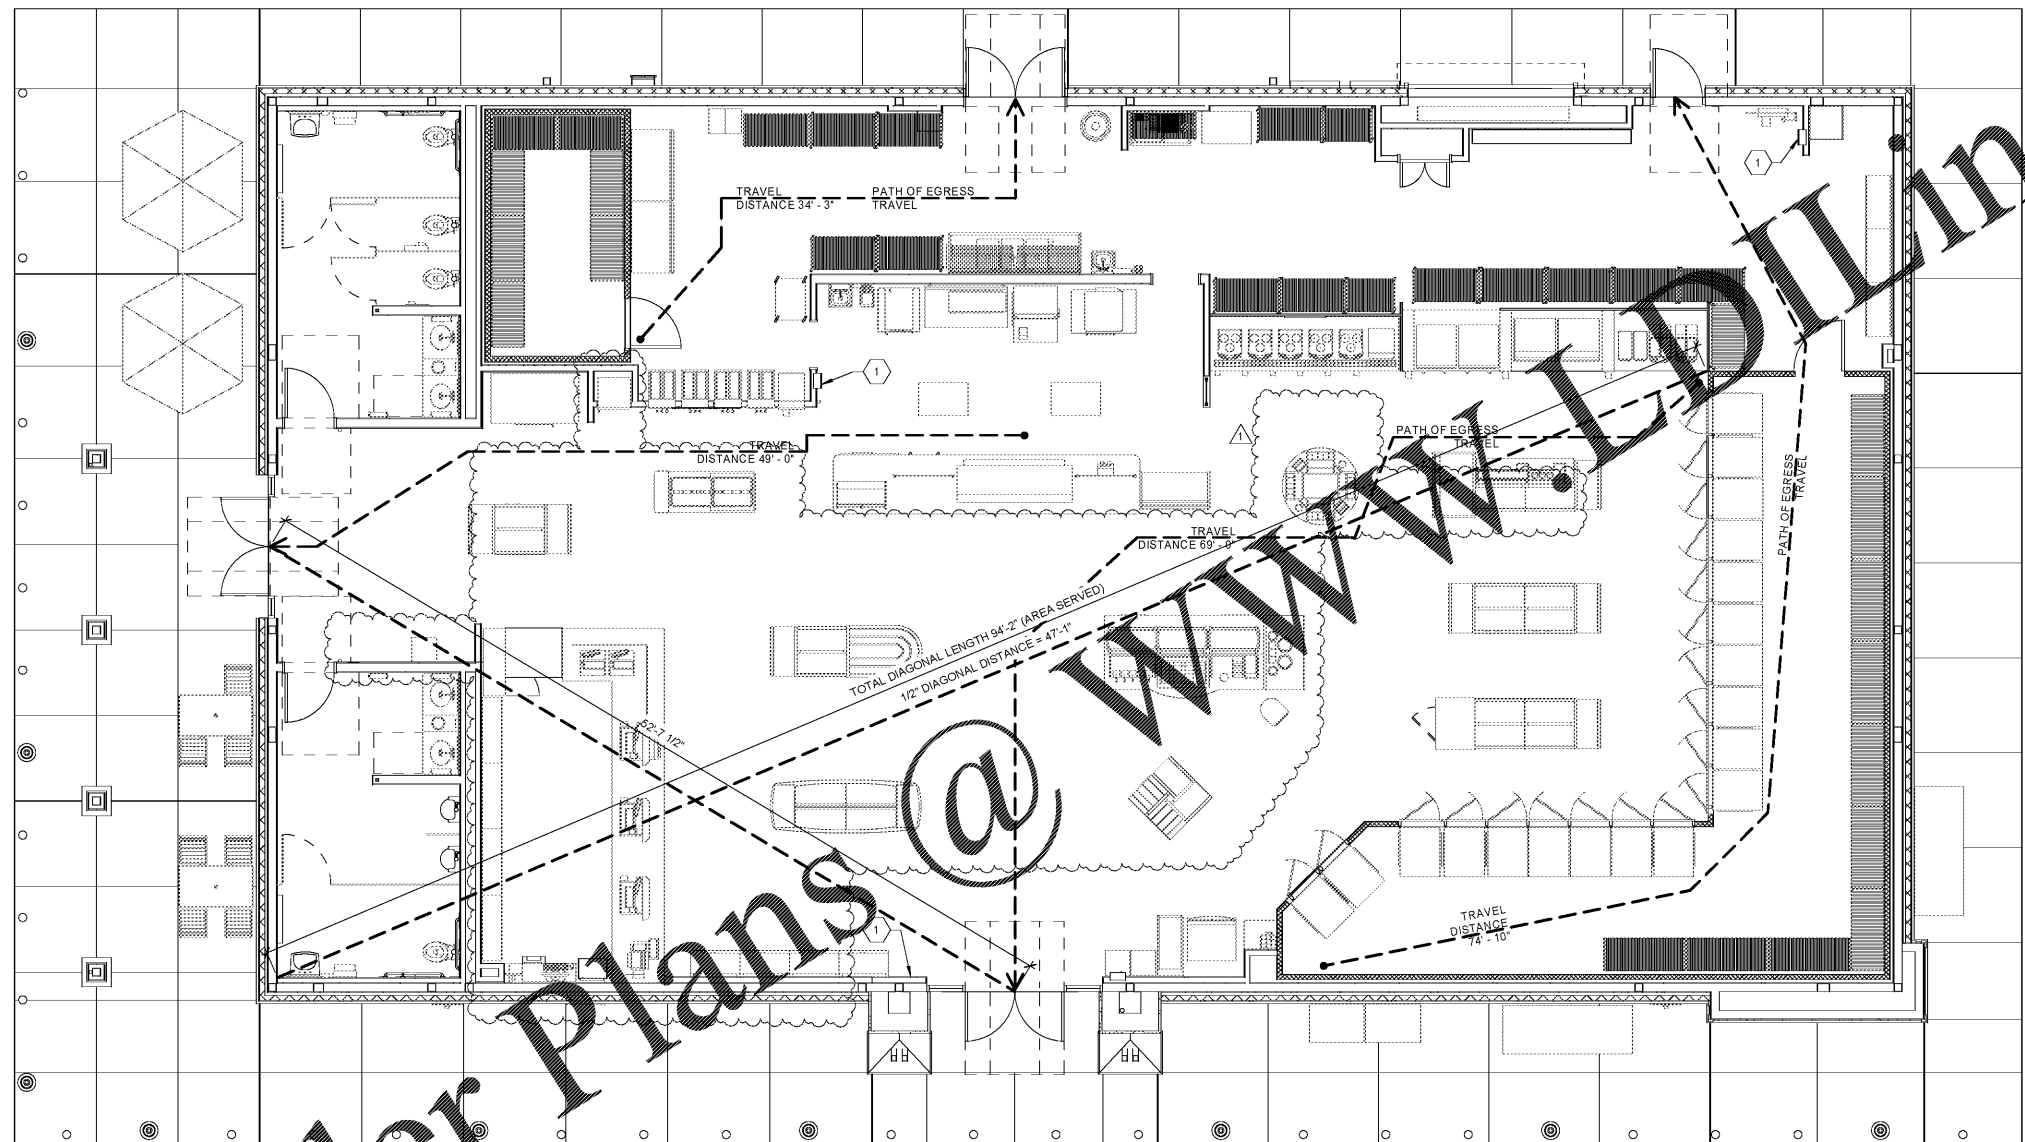 TRAVEL
DISTANCE 34' - 3"
PATH OF EGRESS
TRAVEL
1
1
TRAVEL
DISTANCE 49' - 0"
1
PATH OF EGRESS
TRAVEL
TRAVEL
DISTANCE 69' - 0"
PATH OF EGRESS
TRAVEL
TOTAL DIAGONAL LENGTH 94'-2" (AREA SERVED)
1/2" DIAGONAL DISTANCE = 47'-1"
52'-7 1/2"
TRAVEL
DISTANCE
74' - 10"
1
Plans @ WWW LDILin